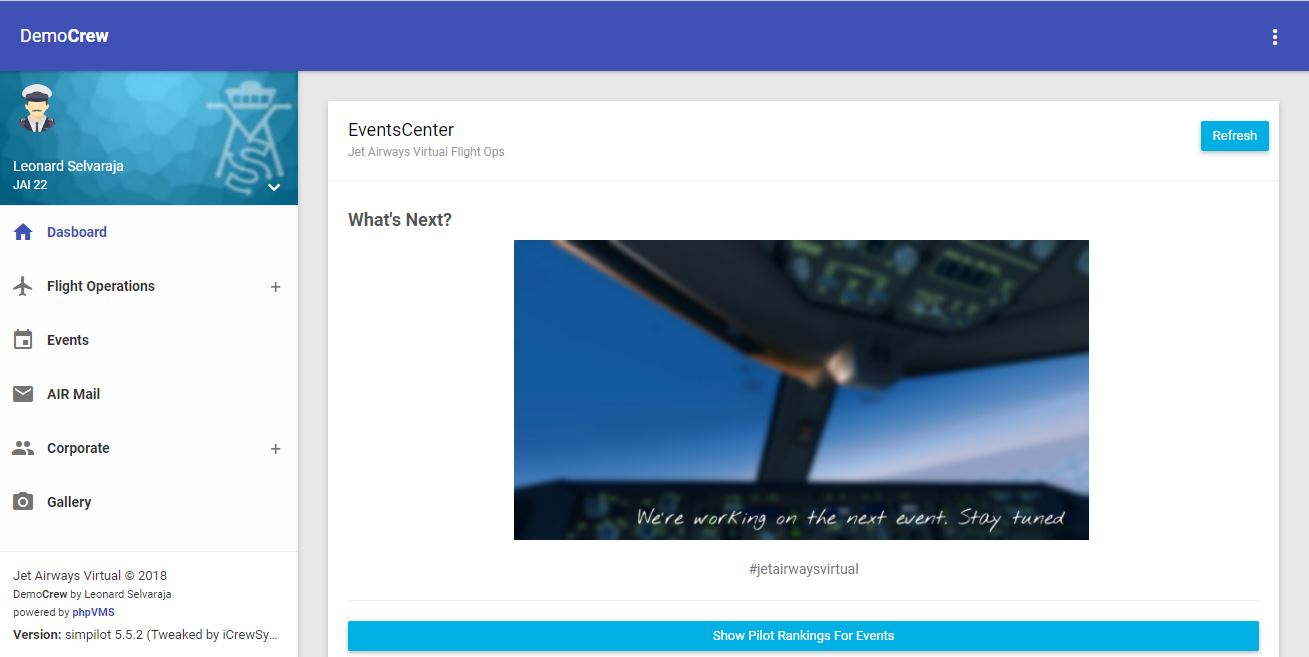 DemoCrew
Leonard Selvaraja
JAI 22
Dasboard
Flight Operations +
Events
AIR Mail
Corporate +
Gallery
Jet Airways Virtual © 2018
DemoCrew by Leonard Selvaraja
powered by phpVMS
Version: simpilot 5.5.2 (Tweaked by iCrewSy...
EventsCenter
Jet Airways Virtual Flight Ops
Refresh
What's Next?
We're working on the next event. Stay tuned
#jetairwaysvirtual
Show Pilot Rankings For Events